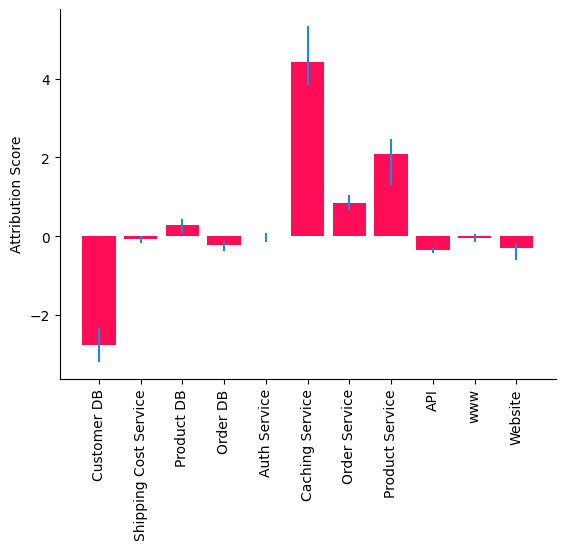 Attribution Score
4
2
0
−2
Customer DB
Shipping Cost Service
Product DB
Order DB
Auth Service
Caching Service
Order Service
Product Service
API
www
Website